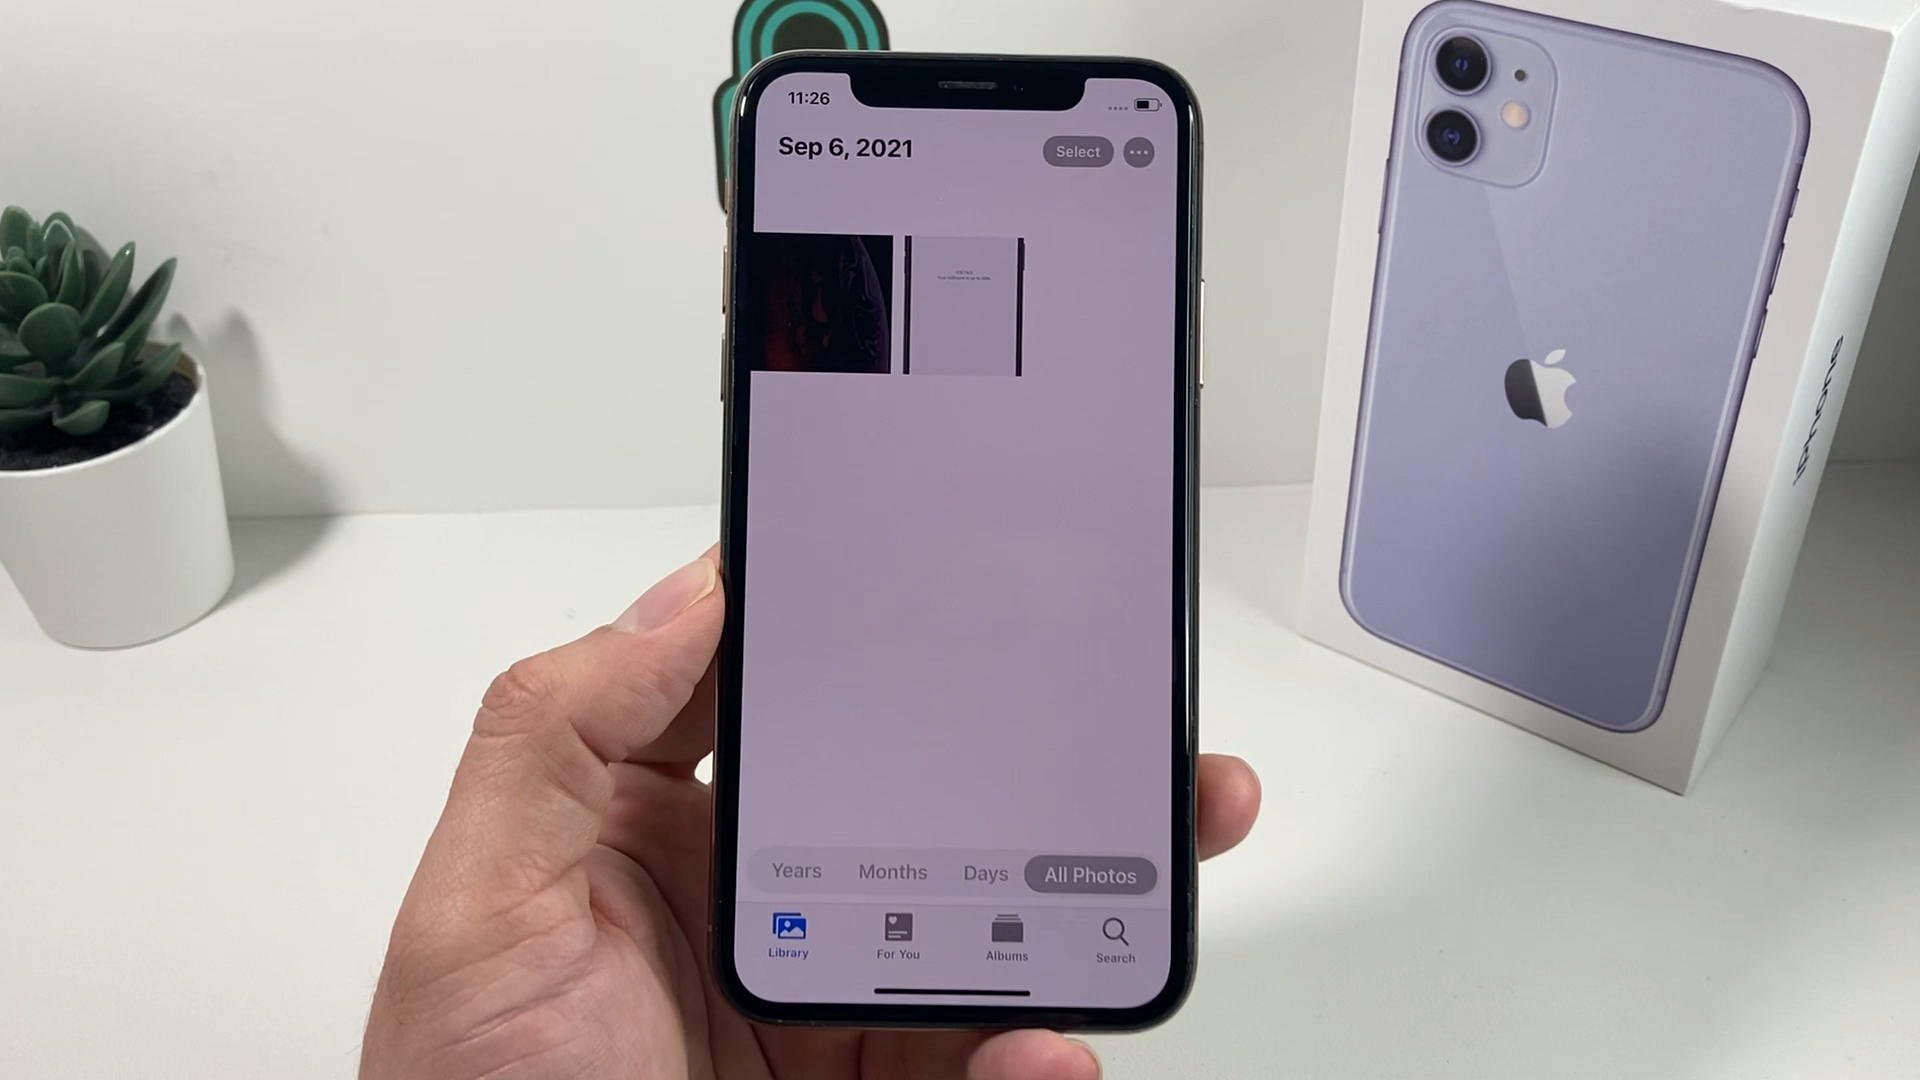 11:26
Sep 6, 2021
Select
Years Months Days All Photos
Library For You Albums Search
iPhone